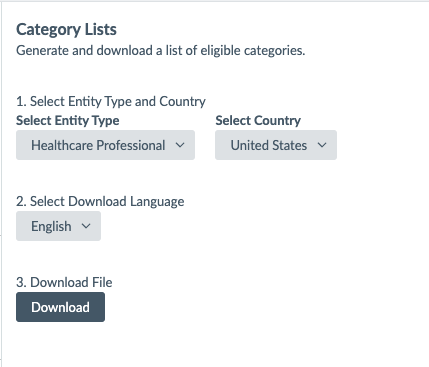 Category Lists
Generate and download a list of eligible categories.
1. Select Entity Type and Country
Select Entity Type Select Country
Healthcare Professional United States
2. Select Download Language
English
3. Download File
Download